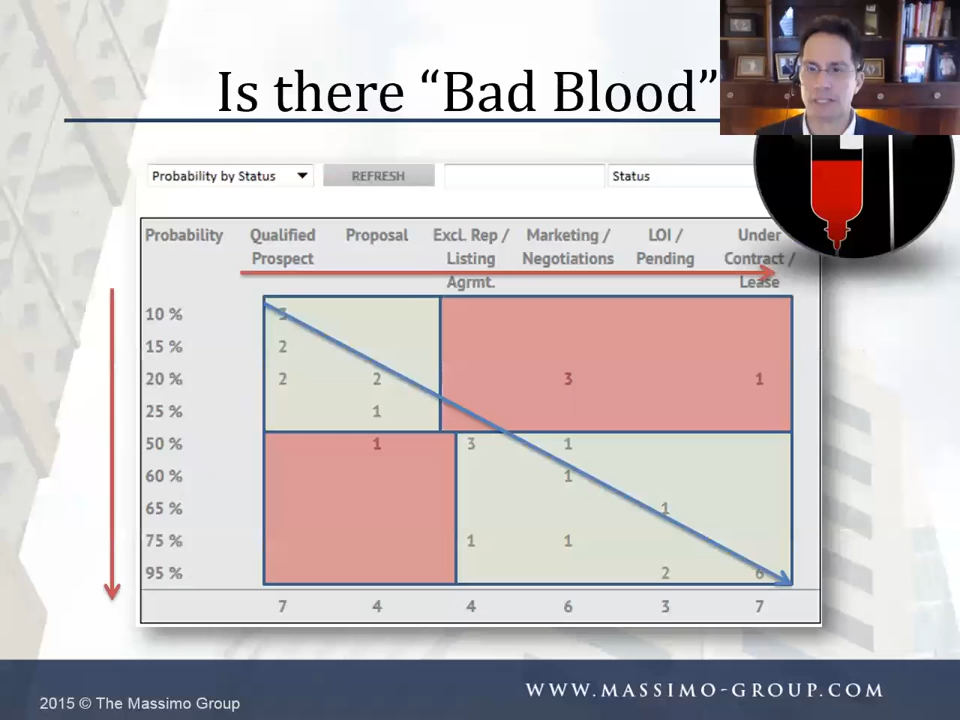 Is there “Bad Blood”
Probability by Status REFRESH Status
Probability Qualified Prospect Proposal Excl. Rep / Listing Agrmt. Marketing / Negotiations LOI / Pending Under Contract / Lease
10 % 3
15 % 2
20 % 2 2 3 1
25 % 1
50 % 1 3 1
60 % 1
65 % 1
75 % 1 1
95 % 2 6
7 4 4 6 3 7
2015 © The Massimo Group
WWW.MASSIMO-GROUP.COM